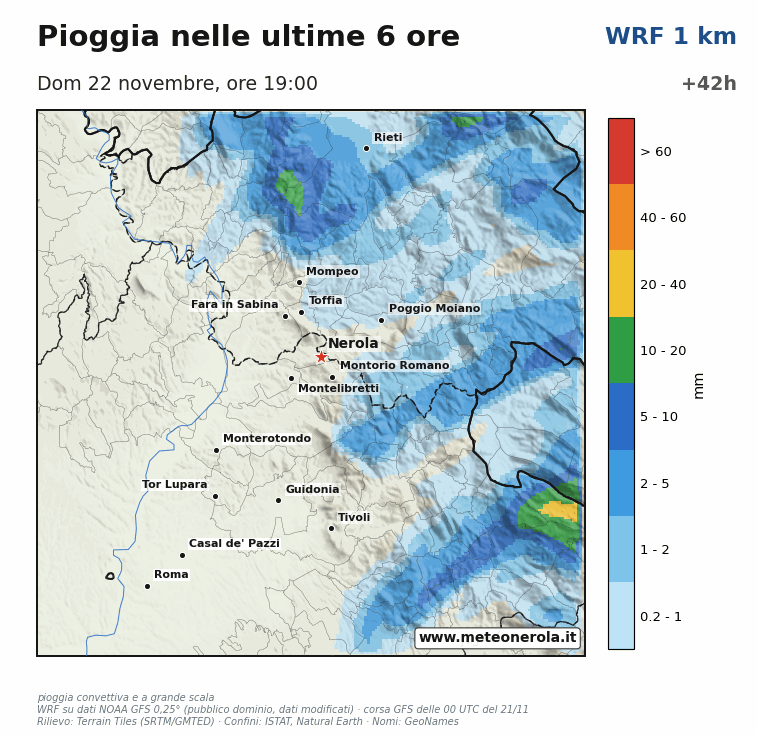 Pioggia nelle ultime 6 ore
WRF 1 km
Dom 22 novembre, ore 19:00
+42h
Rieti
Mompeo
Fara in Sabina
Toffia
Poggio Moiano
Nerola
Montorio Romano
Montelibretti
Monterotondo
Tor Lupara
Guidonia
Tivoli
Casal de' Pazzi
Roma
www.meteonerola.it
> 60
40 - 60
20 - 40
10 - 20
5 - 10
2 - 5
1 - 2
0.2 - 1
mm
pioggia convettiva e a grande scala
WRF su dati NOAA GFS 0,25° (pubblico dominio, dati modificati) · corsa GFS delle 00 UTC del 21/11
Rilievo: Terrain Tiles (SRTM/GMTED) · Confini: ISTAT, Natural Earth · Nomi: GeoNames